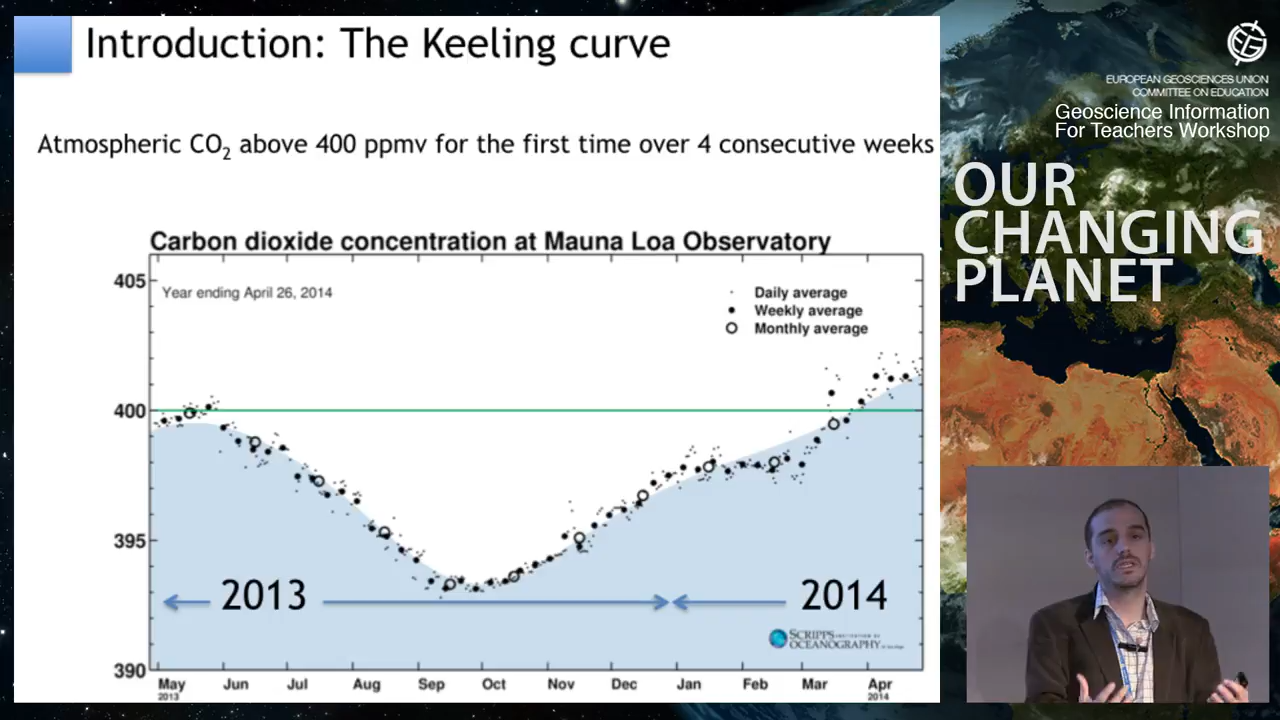 Introduction: The Keeling curve
Atmospheric CO2 above 400 ppmv for the first time over 4 consecutive weeks
Carbon dioxide concentration at Mauna Loa Observatory
Year ending April 26, 2014
Daily average
Weekly average
Monthly average
405
400
395
390
2013
2014
SCRIPPS INSTITUTION OF
OCEANOGRAPHY
May Jun Jul Aug Sep Oct Nov Dec Jan Feb Mar Apr
2013 2014
EUROPEAN GEOSCIENCES UNION
COMMITTEE ON EDUCATION
Geoscience Information
For Teachers Workshop
OUR
CHANGING
PLANET